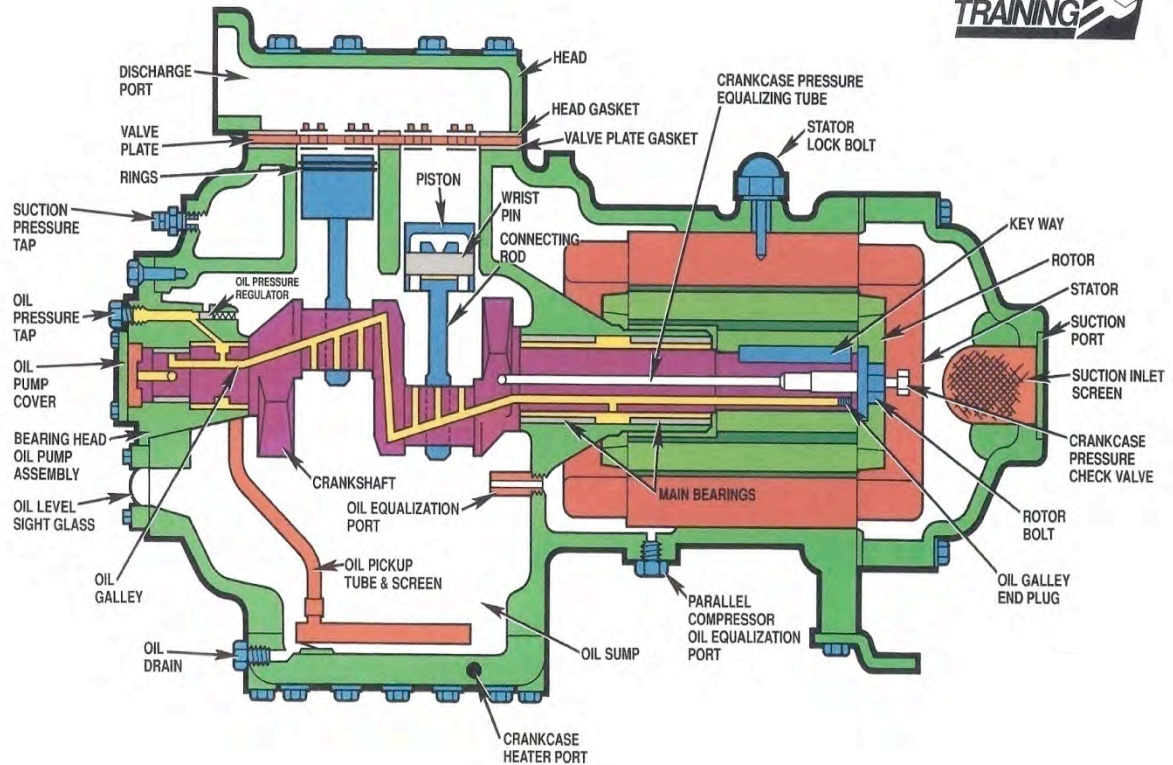 TRAINING
DISCHARGE
PORT
VALVE
PLATE
RINGS
SUCTION
PRESSURE
TAP
OIL
PRESSURE
TAP
OIL
PUMP
COVER
BEARING HEAD
OIL PUMP
ASSEMBLY
OIL LEVEL
SIGHT GLASS
OIL
GALLEY
OIL
DRAIN
HEAD
HEAD GASKET
VALVE PLATE GASKET
PISTON
WRIST
PIN
CONNECTING
ROD
OIL PRESSURE
REGULATOR
CRANKSHAFT
OIL EQUALIZATION
PORT
OIL PICKUP
TUBE & SCREEN
OIL SUMP
CRANKCASE
HEATER PORT
CRANKCASE PRESSURE
EQUALIZING TUBE
STATOR
LOCK BOLT
KEY WAY
ROTOR
STATOR
SUCTION
PORT
SUCTION INLET
SCREEN
CRANKCASE
PRESSURE
CHECK VALVE
ROTOR
BOLT
OIL GALLEY
END PLUG
MAIN BEARINGS
PARALLEL
COMPRESSOR
OIL EQUALIZATION
PORT